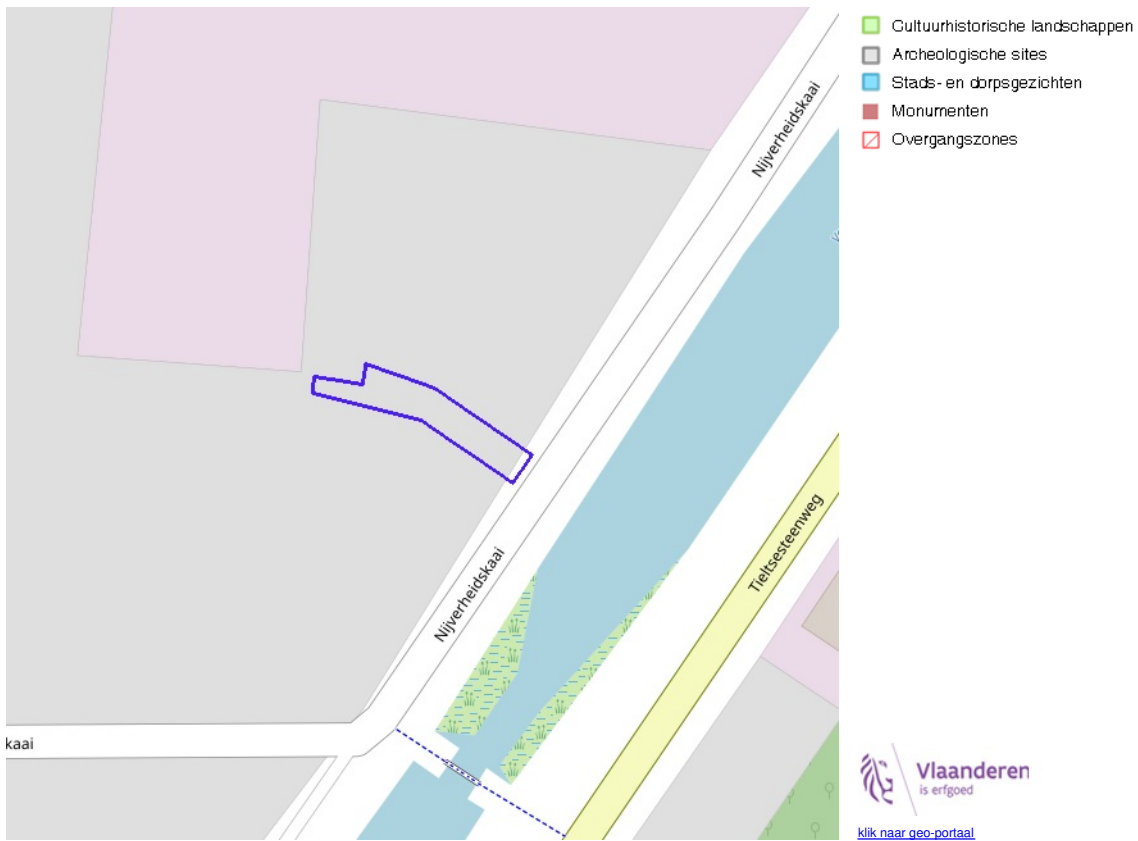 Nijverheidskaai
Nijverheidskaai
Tieltsesteenweg
kaai
Cultuurhistorische landschappen
Archeologische sites
Stads- en dorpsgezichten
Monumenten
Overgangszones
Vlaanderen
is erfgoed
klik naar geo-portaal